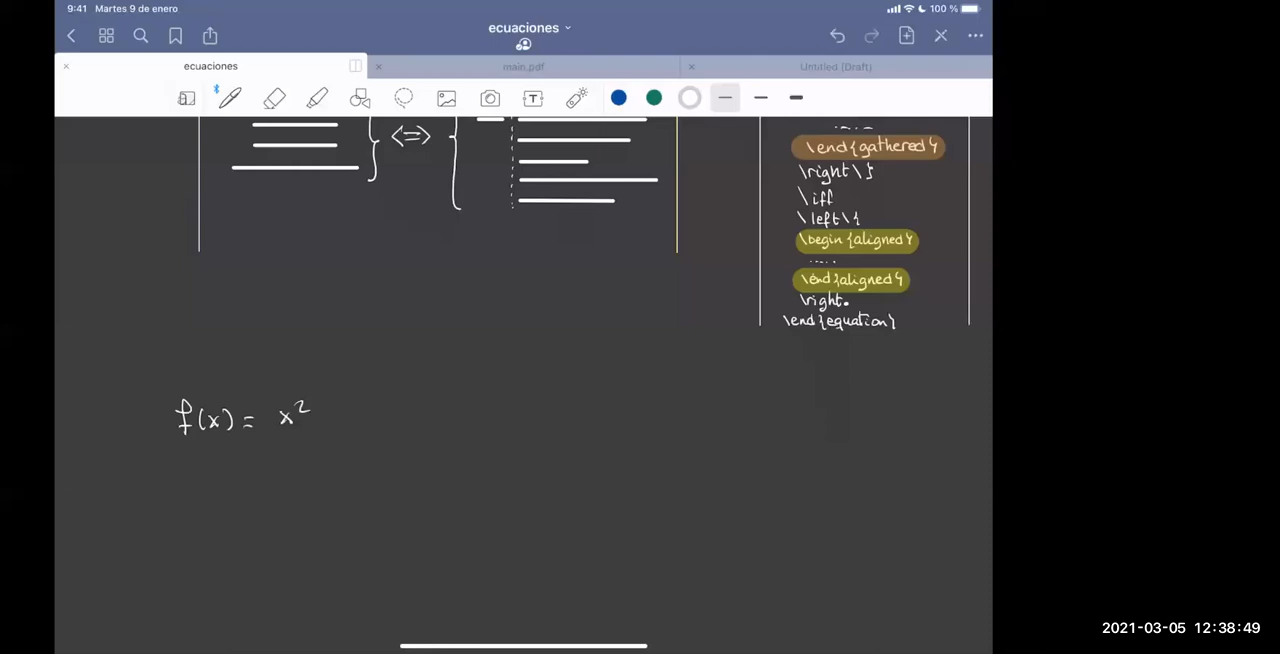 9:41 Martes 9 de enero
100 %
ecuaciones
ecuaciones
main.pdf
Untitled (Draft)
T
\end{gathered}
\right\}
\iff
\left\{
\begin{aligned}
....
\end{aligned}
\right.
\end{equation}
f(x) = x²
2021-03-05 12:38:49